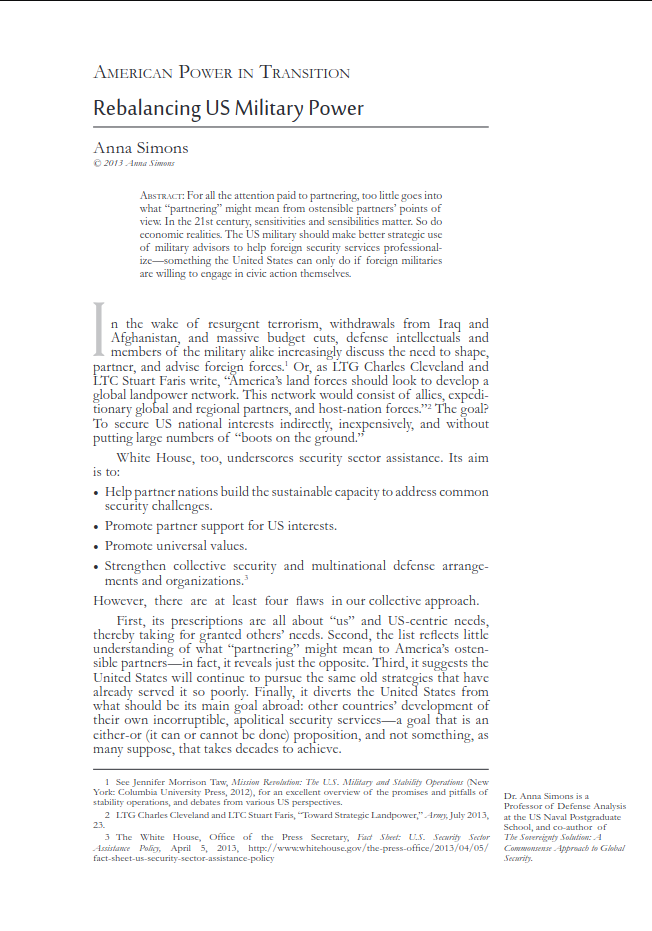 AMERICAN POWER IN TRANSITION
Rebalancing US Military Power
Anna Simons
© 2013 Anna Simons
ABSTRACT: For all the attention paid to partnering, too little goes into
what “partnering” might mean from ostensible partners’ points of
view. In the 21st century, sensitivities and sensibilities matter. So do
economic realities. The US military should make better strategic use
of military advisors to help foreign security services professional-
ize—something the United States can only do if foreign militaries
are willing to engage in civic action themselves.
In the wake of resurgent terrorism, withdrawals from Iraq and
Afghanistan, and massive budget cuts, defense intellectuals and
members of the military alike increasingly discuss the need to shape,
partner, and advise foreign forces.1 Or, as LTG Charles Cleveland and
LTC Stuart Faris write, “America’s land forces should look to develop a
global landpower network. This network would consist of allies, expedi-
tionary global and regional partners, and host-nation forces.”2 The goal?
To secure US national interests indirectly, inexpensively, and without
putting large numbers of “boots on the ground.”
White House, too, underscores security sector assistance. Its aim
is to:
• Help partner nations build the sustainable capacity to address common
security challenges.
• Promote partner support for US interests.
• Promote universal values.
• Strengthen collective security and multinational defense arrange-
ments and organizations.3
However, there are at least four flaws in our collective approach.
First, its prescriptions are all about “us” and US-centric needs,
thereby taking for granted others’ needs. Second, the list reflects little
understanding of what “partnering” might mean to America’s osten-
sible partners—in fact, it reveals just the opposite. Third, it suggests the
United States will continue to pursue the same old strategies that have
already served it so poorly. Finally, it diverts the United States from
what should be its main goal abroad: other countries’ development of
their own incorruptible, apolitical security services—a goal that is an
either-or (it can or cannot be done) proposition, and not something, as
many suppose, that takes decades to achieve.
1 See Jennifer Morrison Taw, Mission Revolution: The U.S. Military and Stability Operations (New
York: Columbia University Press, 2012), for an excellent overview of the promises and pitfalls of
stability operations, and debates from various US perspectives.
2 LTG Charles Cleveland and LTC Stuart Faris, “Toward Strategic Landpower,” Army, July 2013,
23.
3 The White House, Office of the Press Secretary, Fact Sheet: U.S. Security Sector
Assistance Policy, April 5, 2013, http://www.whitehouse.gov/the-press-office/2013/04/05/
fact-sheet-us-security-sector-assistance-policy
Dr. Anna Simons is a
Professor of Defense Analysis
at the US Naval Postgraduate
School, and co-author of
The Sovereignty Solution: A
Commonsense Approach to Global
Security.